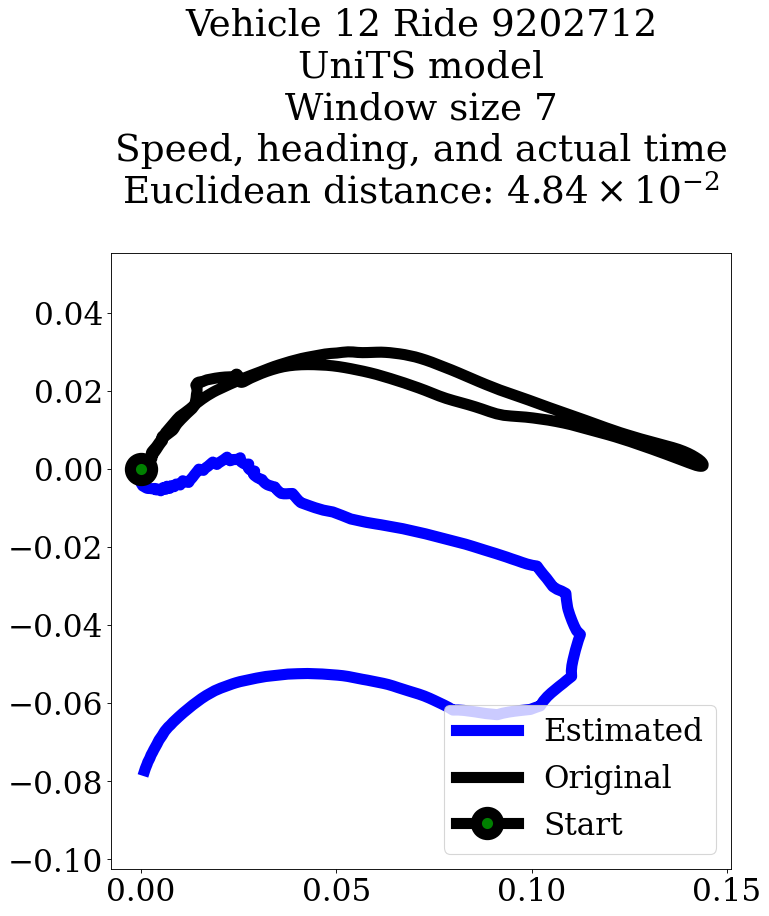 Vehicle 12 Ride 9202712
UniTS model
Window size 7
Speed, heading, and actual time
Euclidean distance: 4.84 × 10⁻²
0.04
0.02
0.00
−0.02
−0.04
−0.06
−0.08
−0.10
Estimated
Original
Start
0.00 0.05 0.10 0.15